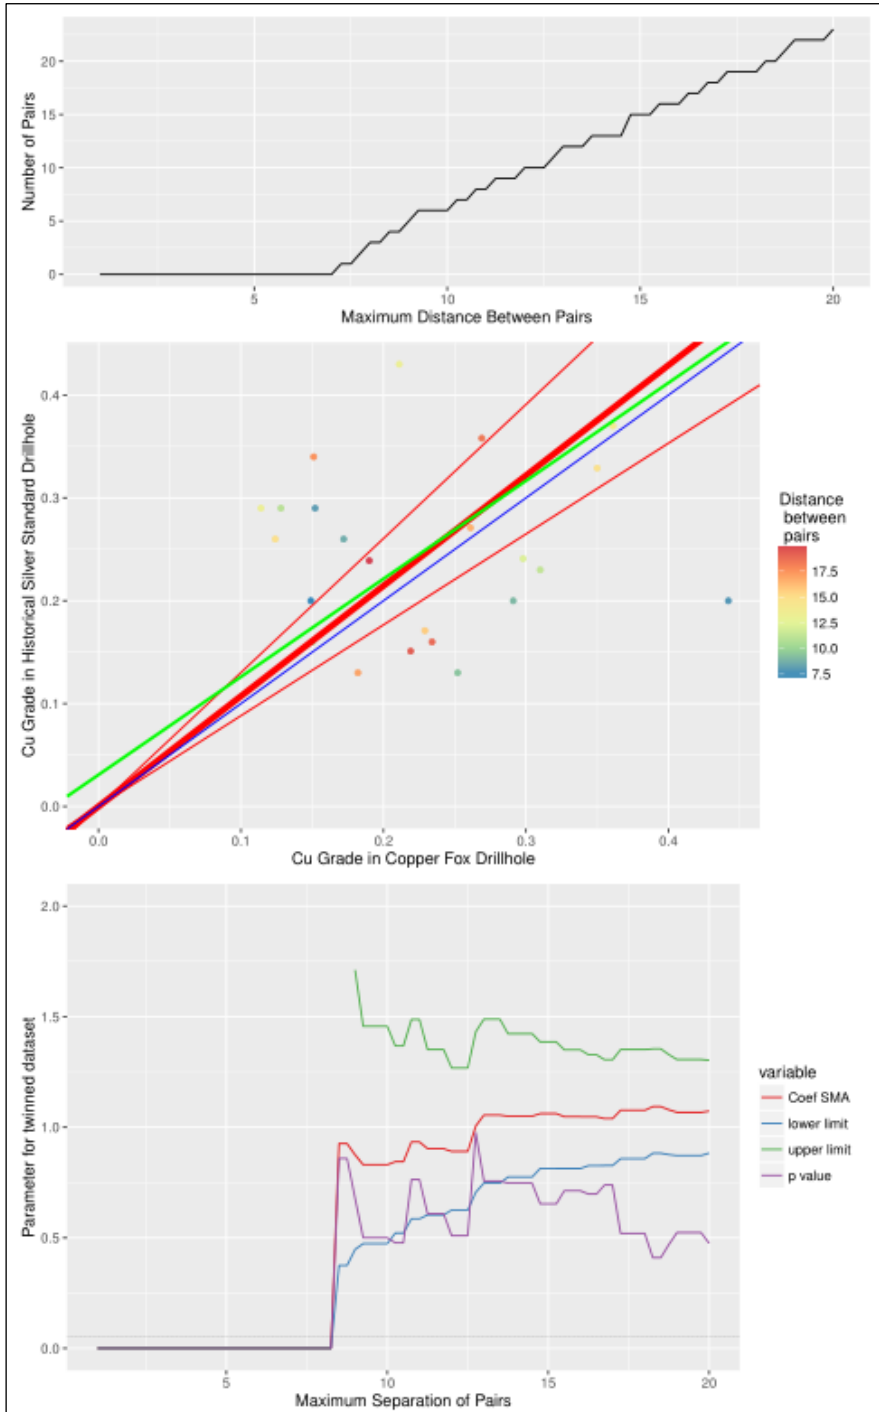 20
15
10
5
0
Number of Pairs
5
10
15
20
Maximum Distance Between Pairs
0.4
0.3
0.2
0.1
0.0
Cu Grade in Historical Silver Standard Drillhole
0.0
0.1
0.2
0.3
0.4
Cu Grade in Copper Fox Drillhole
Distance
between
pairs
17.5
15.0
12.5
10.0
7.5
2.0
1.5
1.0
0.5
0.0
Parameter for twinned dataset
5
10
15
20
Maximum Separation of Pairs
variable
Coef SMA
lower limit
upper limit
p value